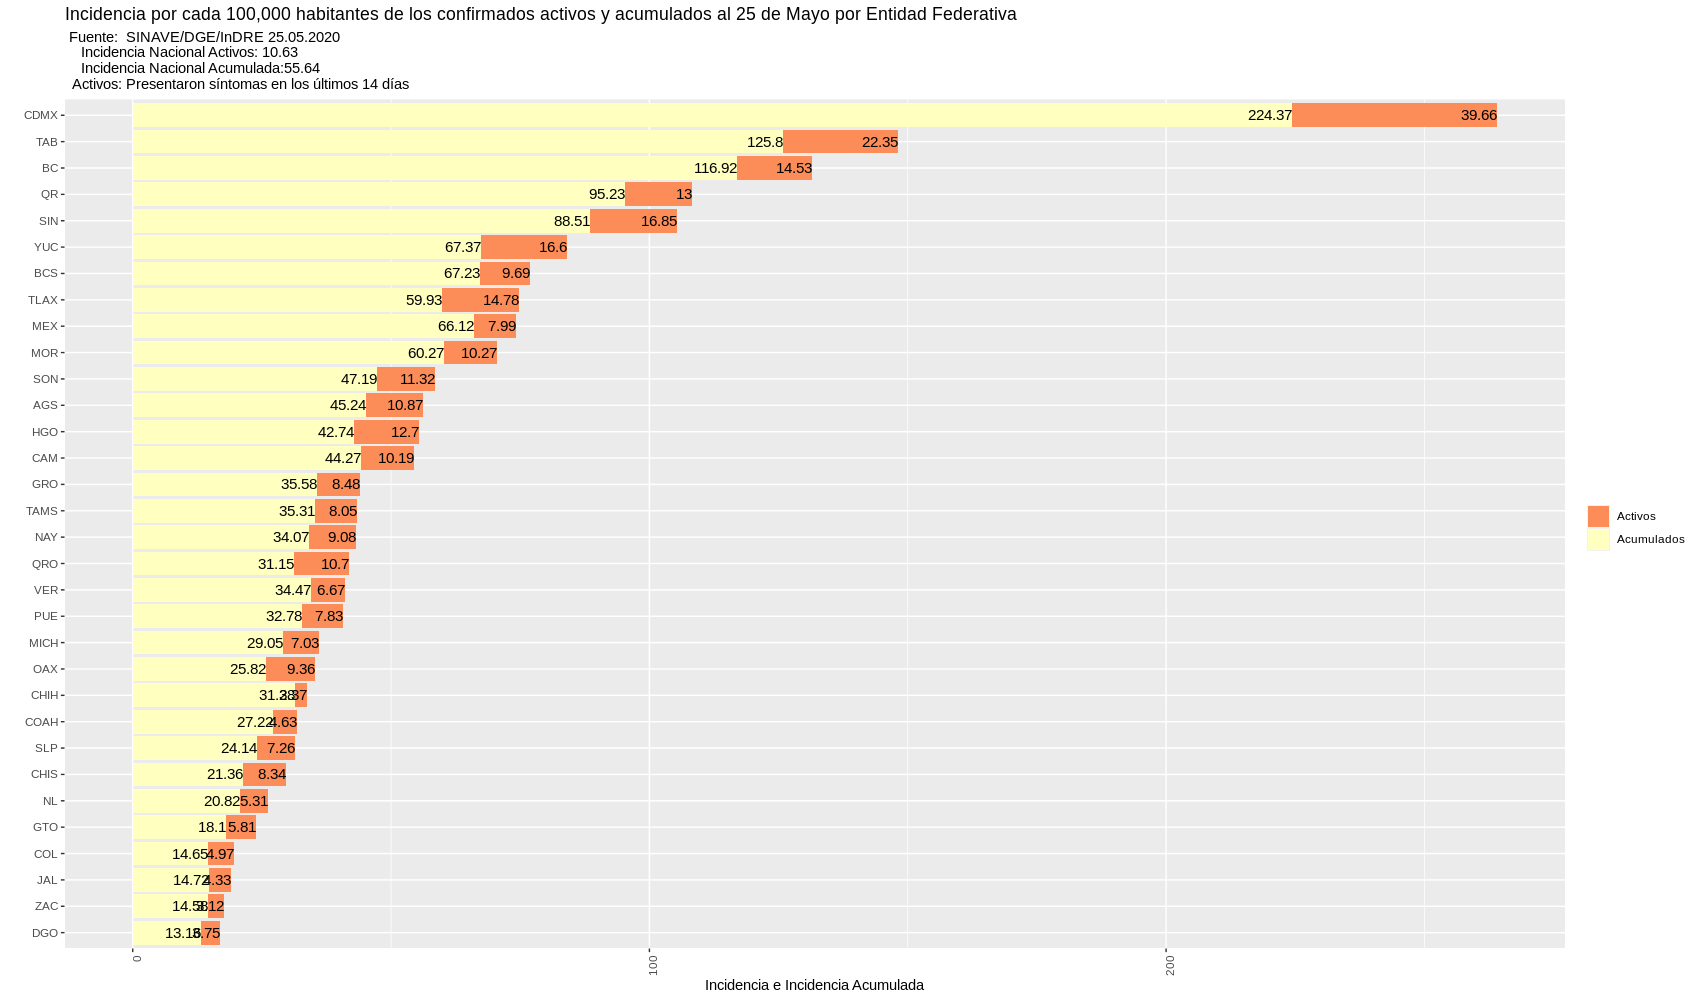 Incidencia por cada 100,000 habitantes de los confirmados activos y acumulados al 25 de Mayo por Entidad Federativa
Fuente:  SINAVE/DGE/InDRE 25.05.2020
Incidencia Nacional Activos: 10.63
Incidencia Nacional Acumulada:55.64
Activos: Presentaron síntomas en los últimos 14 días
CDMX 224.37 39.66
TAB 125.8 22.35
BC 116.92 14.53
QR 95.23 13
SIN 88.51 16.85
YUC 67.37 16.6
BCS 67.23 9.69
TLAX 59.93 14.78
MEX 66.12 7.99
MOR 60.27 10.27
SON 47.19 11.32
AGS 45.24 10.87
HGO 42.74 12.7
CAM 44.27 10.19
GRO 35.58 8.48
TAMS 35.31 8.05
NAY 34.07 9.08
QRO 31.15 10.7
VER 34.47 6.67
PUE 32.78 7.83
MICH 29.05 7.03
OAX 25.82 9.36
CHIH
COAH 27.22 4.63
SLP 24.14 7.26
CHIS 21.36 8.34
NL 20.82 5.31
GTO 18.1 5.81
COL 14.65 4.97
JAL 14.72 4.33
ZAC 14.58 3.12
DGO
0 100 200
Incidencia e Incidencia Acumulada
Activos
Acumulados